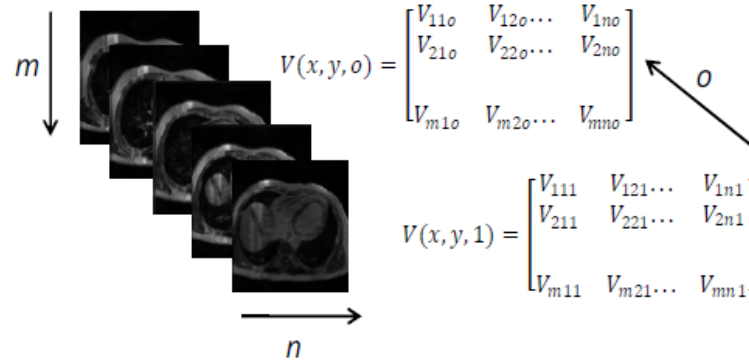 m
V(x, y, o) = [V₁₁ₒ V₁₂ₒ… V₁ₙₒ
V₂₁ₒ V₂₂ₒ… V₂ₙₒ
Vₘ₁ₒ Vₘ₂ₒ… Vₘₙₒ]
o
V(x, y, 1) = [V₁₁₁ V₁₂₁… V₁ₙ₁
V₂₁₁ V₂₂₁… V₂ₙ₁
Vₘ₁₁ Vₘ₂₁… Vₘₙ₁
n